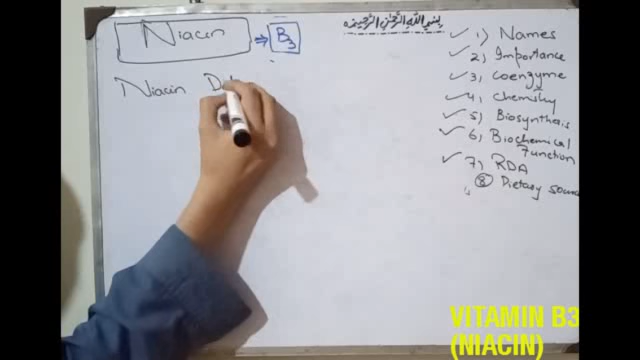 Niacin
⇒ B3
بسم الله الرحمن الرحيم
Niacin
✓ 1) Names
✓ 2) Importance
✓ 3) Coenzyme
✓ 4) Chemistry
✓ 5) Biosynthesis
✓ 6) Biochemical
Function
✓ 7) RDA
8 Dietary source
VITAMIN B3
(NIACIN)